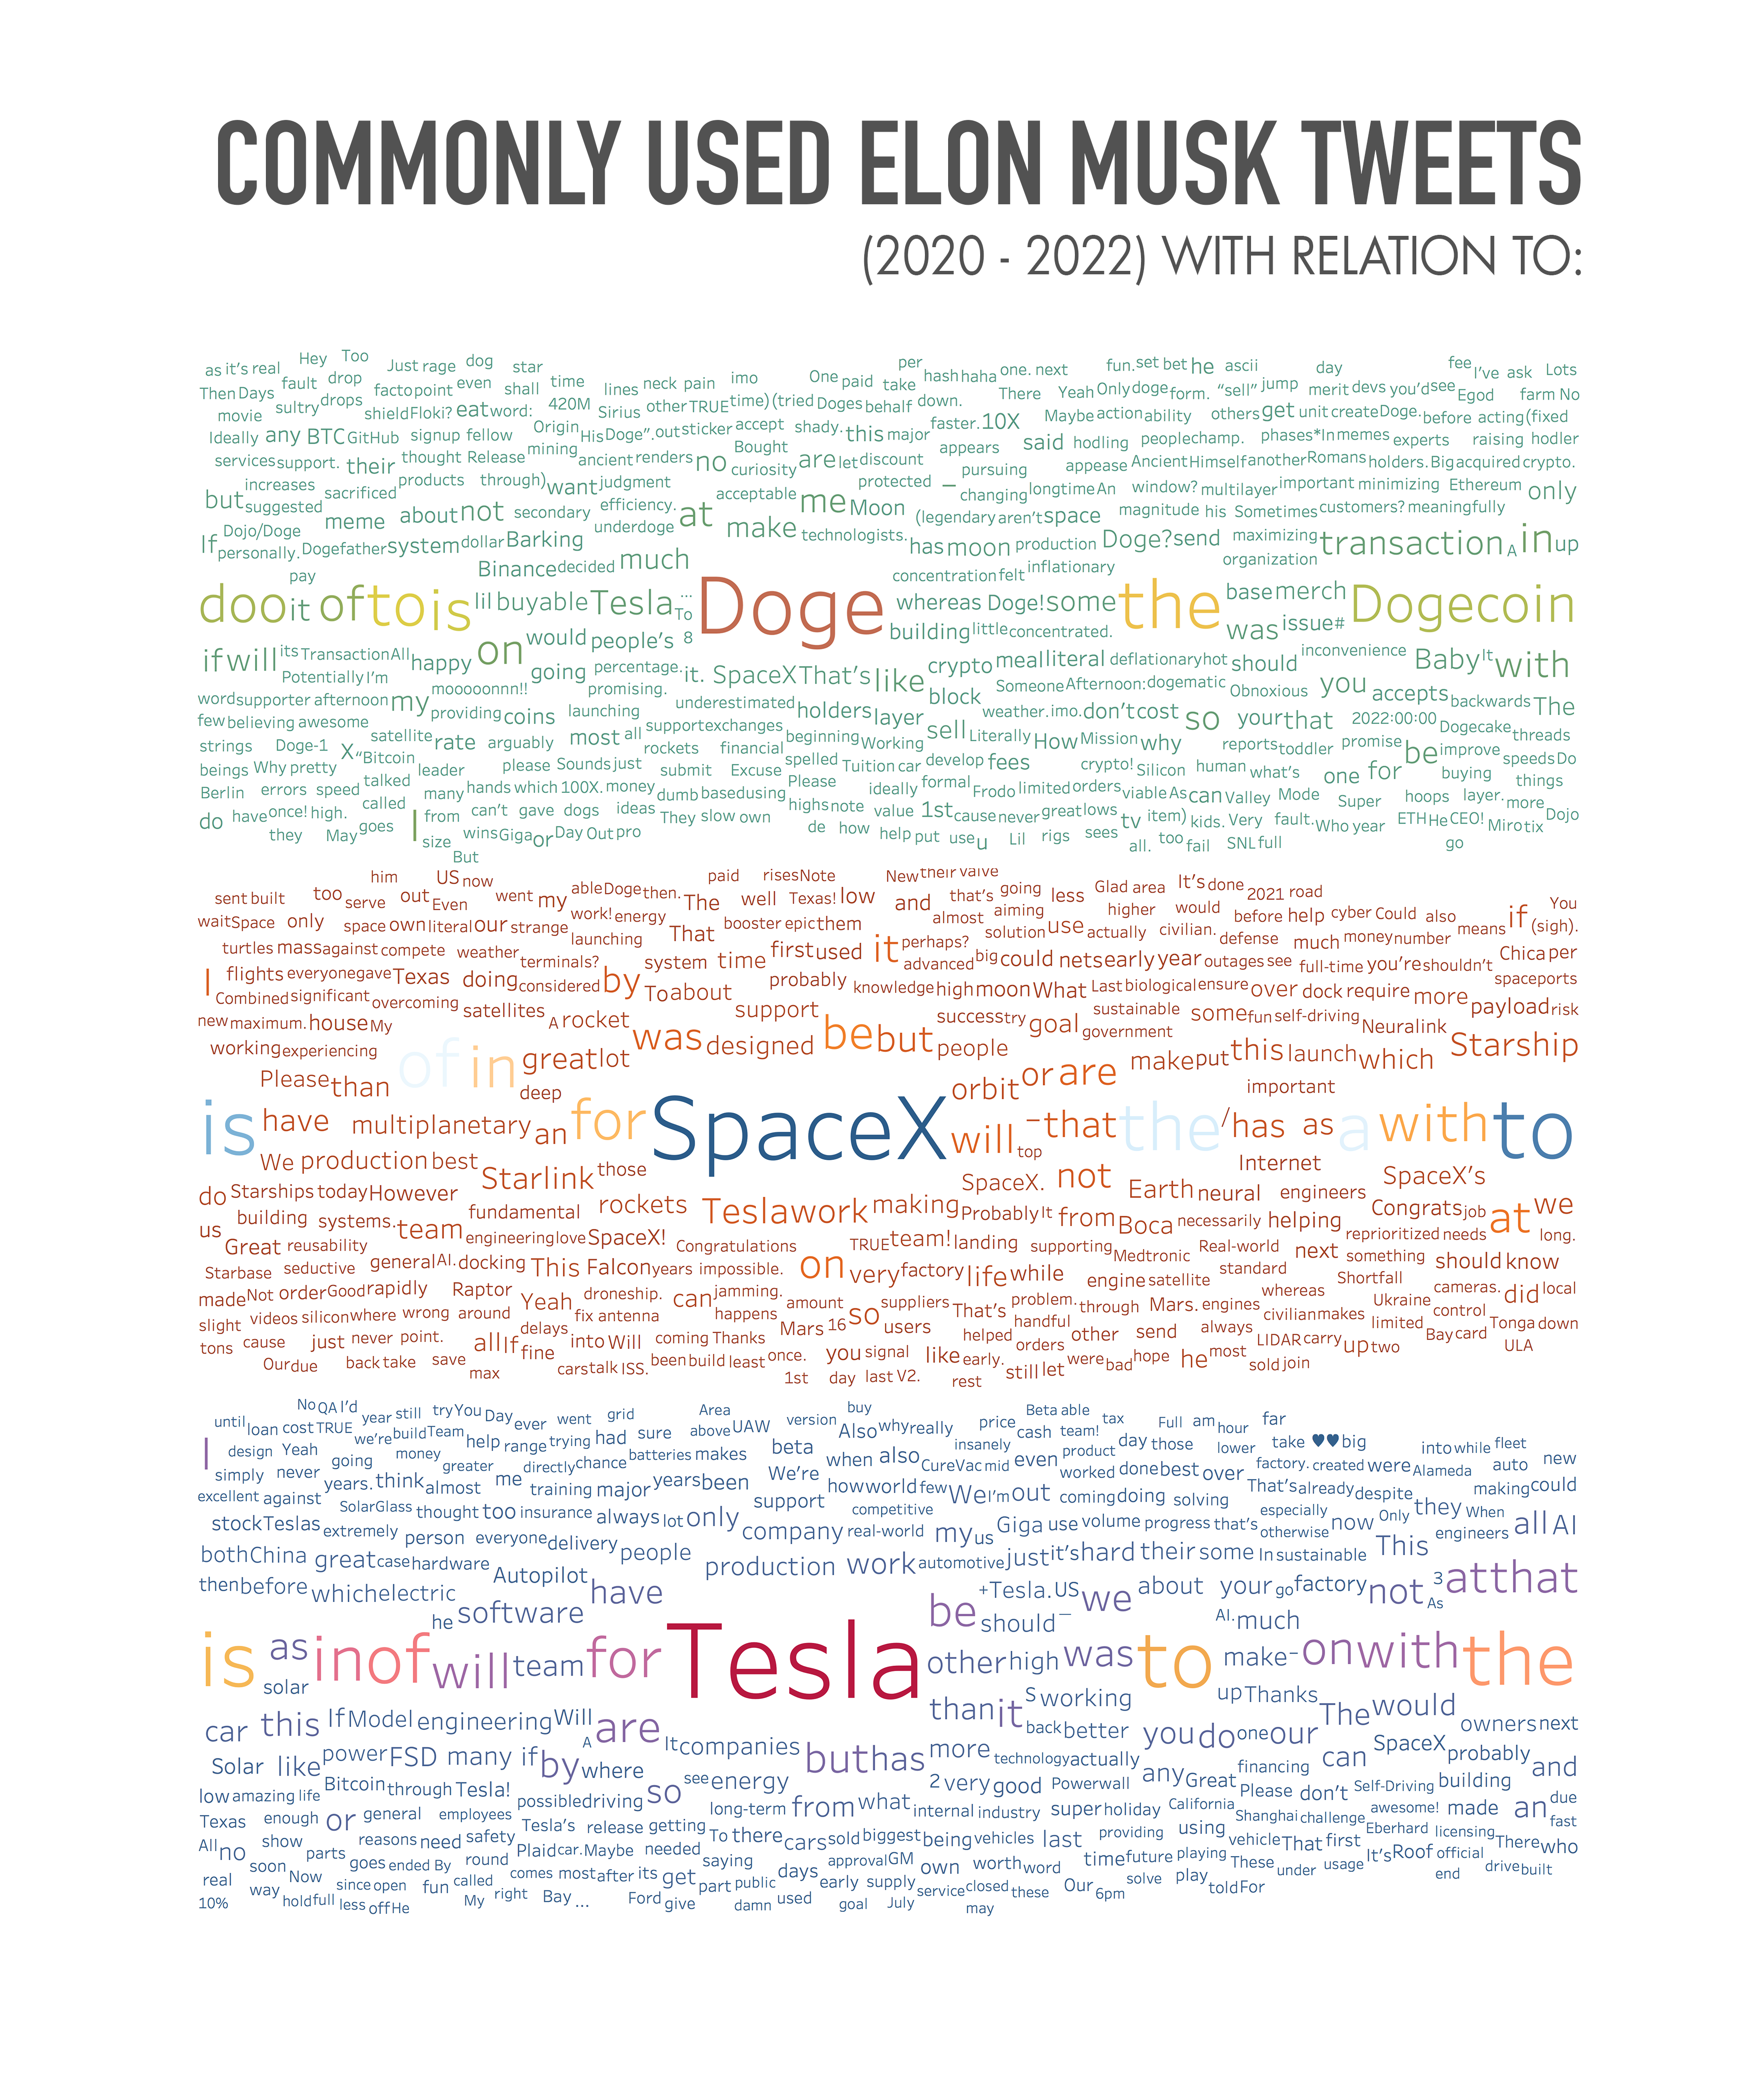 COMMONLY USED ELON MUSK TWEETS
(2020 - 2022) WITH RELATION TO:
as it's real Hey Too Just rage dog star per hash haha one. next fun. set bet he ascii day fee I've ask Lots
Then Days fault drop facto point even shall time lines neck pain imo One paid take There Yeah Only doge form. "sell" jump merit devs you'd see Egod farm No
movie sultry drops shield Floki? eat word: 420M Sirius other TRUE time) (tried Doges behalf down. Maybe action ability others get unit create Doge. before acting (fixed
Ideally any BTC GitHub signup fellow Origin His Doge". out sticker accept shady. this major faster. 10X said hodling people champ. phases *In memes experts raising hodler
services support. their thought Release mining ancient renders no Bought curiosity are let discount appears pursuing appease Ancient Himself another Romans holders. Big acquired crypto.
but increases suggested sacrificed products through) want judgment acceptable me protected – changing longtime An window? multilayer important minimizing Ethereum only
If Dojo/Doge meme about not secondary efficiency. underdoge at make Moon (legendary aren't space magnitude his Sometimes customers? meaningfully
personally. Dogefather system dollar Barking technologists. has moon production Doge? send maximizing transaction A in up
pay Binance decided much concentration felt inflationary organization
do o it of to is lil buyable Tesla ... To Doge whereas Doge! some the base merch Dogecoin
on would people's 8 building little concentrated. was issue #
if will its Transaction All happy going percentage. it. SpaceX That's like crypto meal literal deflationary hot should inconvenience Baby It with
Potentially I'm mooooonnn!! promising. block Someone Afternoon: dogematic Obnoxious you accepts backwards The
word supporter afternoon my providing coins launching underestimated holders layer weather. imo. don't cost so your that 2022:00:00 Dogecake
few believing awesome satellite support exchanges sell Literally How Mission why reports toddler promise be improve threads
strings Doge-1 X "Bitcoin rate arguably most all rockets financial beginning Working develop fees crypto! Silicon human what's one for buying speeds Do
beings Why pretty leader please Sounds just submit Excuse spelled Tuition car formal Frodo limited orders viable As can Valley Mode Super hoops layer. things
Berlin errors speed talked many hands which 100X. money dumb based using Please ideally more
do have once! high. called I from can't gave dogs ideas They slow own highs note value 1st cause never great lows tv item) kids. Very fault. Who year ETH He CEO! Miro tix Dojo
they May goes size wins Giga or Day Out pro de how help put use u Lil rigs sees all. too fail SNL full go
But
him US now paid rises Note New their valve
sent built too serve out Even went my able Doge then. The well Texas! low and that's going less Glad area It's done 2021 road You
wait Space only space own literal our strange work! energy That booster epic them almost aiming higher would before help cyber Could also means if (sigh).
turtles mass against compete weather launching system time first used it perhaps? solution use actually civilian. defense much money number Chica per
I flights everyone gave Texas doing terminals? considered by probably advanced big could nets early year outages see full-time you're shouldn't spaceports
Combined significant overcoming To about knowledge high moon What Last biological ensure over dock require more payload risk
new maximum. house My satellites A rocket support success try goal sustainable some fun self-driving Neuralink
working experiencing of in great lot was designed be but people government make put this launch which Starship
Please than deep orbit or are important
is have multiplanetary an for SpaceX will top – that the / has as a with to
We production best Starlink those SpaceX. not Internet SpaceX's
do Starships today However fundamental rockets Tesla work making Earth neural engineers Congrats job at we
us building systems. team engineering love SpaceX! Probably It from Boca necessarily helping reprioritized needs long.
Great reusability Congratulations TRUE team! landing supporting Medtronic Real-world next something should know
Starbase seductive general AI. docking This Falcon years impossible. on very factory life while engine satellite standard Shortfall
made Not order Good rapidly Raptor Yeah droneship. can jamming. amount so suppliers That's problem. through Mars. engines whereas Ukraine cameras. did local
slight videos silicon where wrong around delays fix antenna happens Mars 16 users helped handful civilian makes limited control Tonga down
tons cause just never point. all If fine into Will coming Thanks orders other send always LIDAR carry up two Bay card ULA
Our due back take save max cars talk ISS. been build least once. you signal like early. still let were bad hope he most sold join
1st day last V2. rest
No QA I'd year still try You Day ever went grid Area buy Beta able tax Full am hour far
until loan cost TRUE we're build Team help range trying had sure above UAW version Also why really price cash team! day those lower take ♥♥ big into while fleet
I design Yeah going money greater directly chance batteries makes beta when also insanely even product factory. created were Alameda auto new
simply never years. think almost me training major years been We're how world few CureVac mid worked done best over That's already despite making could
excellent against SolarGlass thought too insurance always lot only support competitive We I'm out coming doing solving especially Only they When
stock Teslas extremely person everyone delivery company real-world my us Giga use volume progress that's otherwise now engineers all AI
both China great case hardware people production work automotive just it's hard their some In sustainable This
then before which electric Autopilot have + Tesla. US we about your go factory not 3 As at that
he software be should – AI. much
is as in of will team for Tesla other high was to make - on with the
solar than it S working up Thanks
car this If Model engineering Will A are back better you do one our The would owners next
Solar like power FSD many if by where It companies but has more technology actually financing can SpaceX probably and
low amazing life Bitcoin through Tesla! possible driving so see energy 2 very good Powerwall any Great Please don't Self-Driving building due
Texas enough or general employees Tesla's release getting long-term from what internal industry super holiday California Shanghai challenge awesome! made an fast
All no show reasons need safety Plaid car. Maybe needed To there cars sold biggest being vehicles last providing using vehicle That first Eberhard licensing There who
real soon parts goes ended By round comes most after its get saying days approval GM own worth word time future playing These under usage It's Roof official end drive built
10% way Now since open fun called My right Bay ... Ford give part public damn used early supply service closed these Our 6pm solve play told For
hold full less off He goal July may